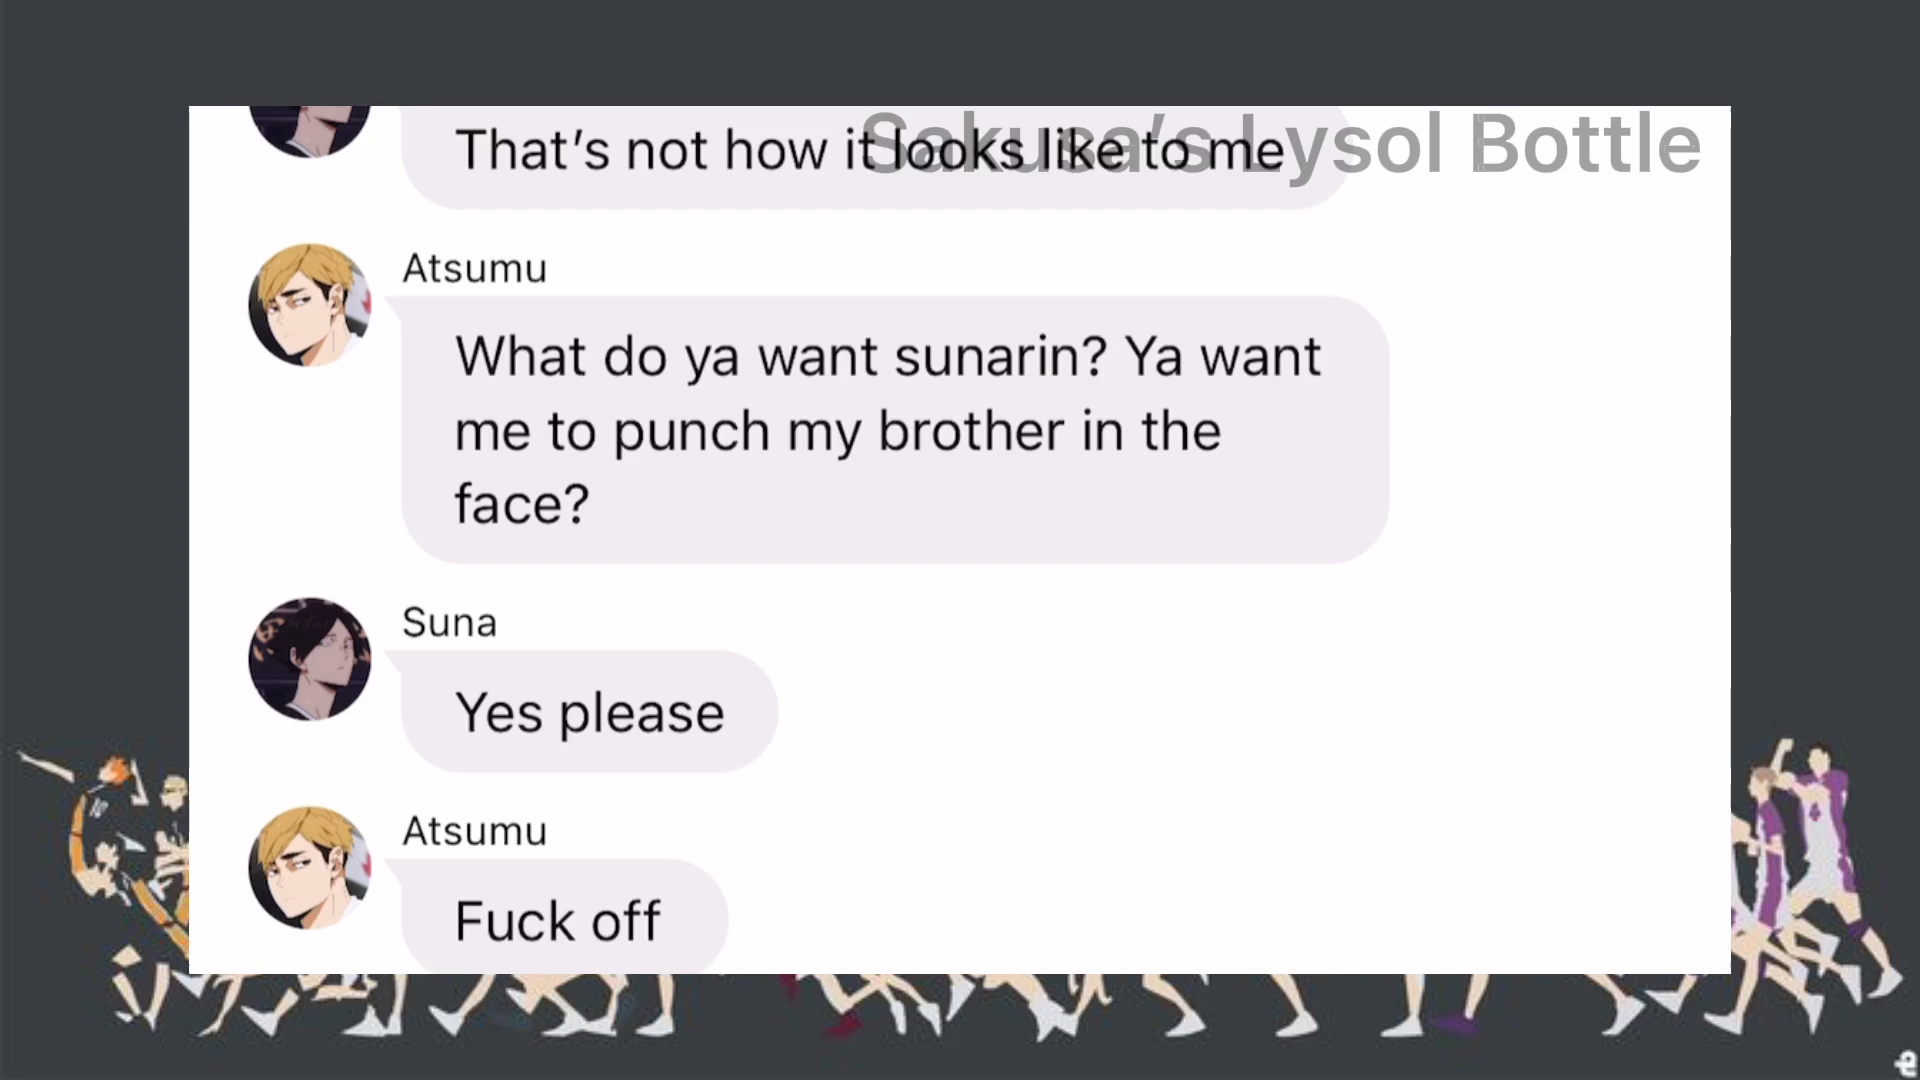 Sakusa's Lysol Bottle
That's not how it looks like to me
Atsumu
What do ya want sunarin? Ya want
me to punch my brother in the
face?
Suna
Yes please
Atsumu
Fuck off